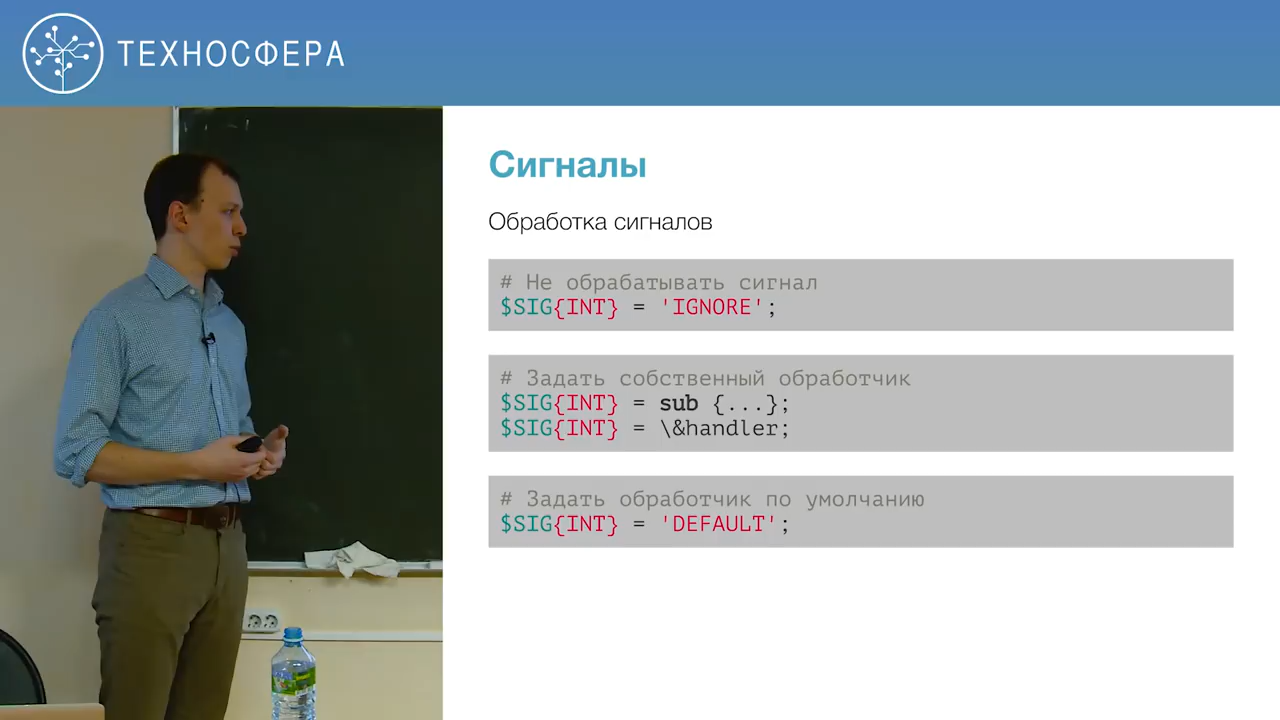 ТЕХНОСФЕРА
Сигналы
Обработка сигналов
# Не обрабатывать сигнал
$SIG{INT} = 'IGNORE';
# Задать собственный обработчик
$SIG{INT} = sub {...};
$SIG{INT} = \&handler;
# Задать обработчик по умолчанию
$SIG{INT} = 'DEFAULT';